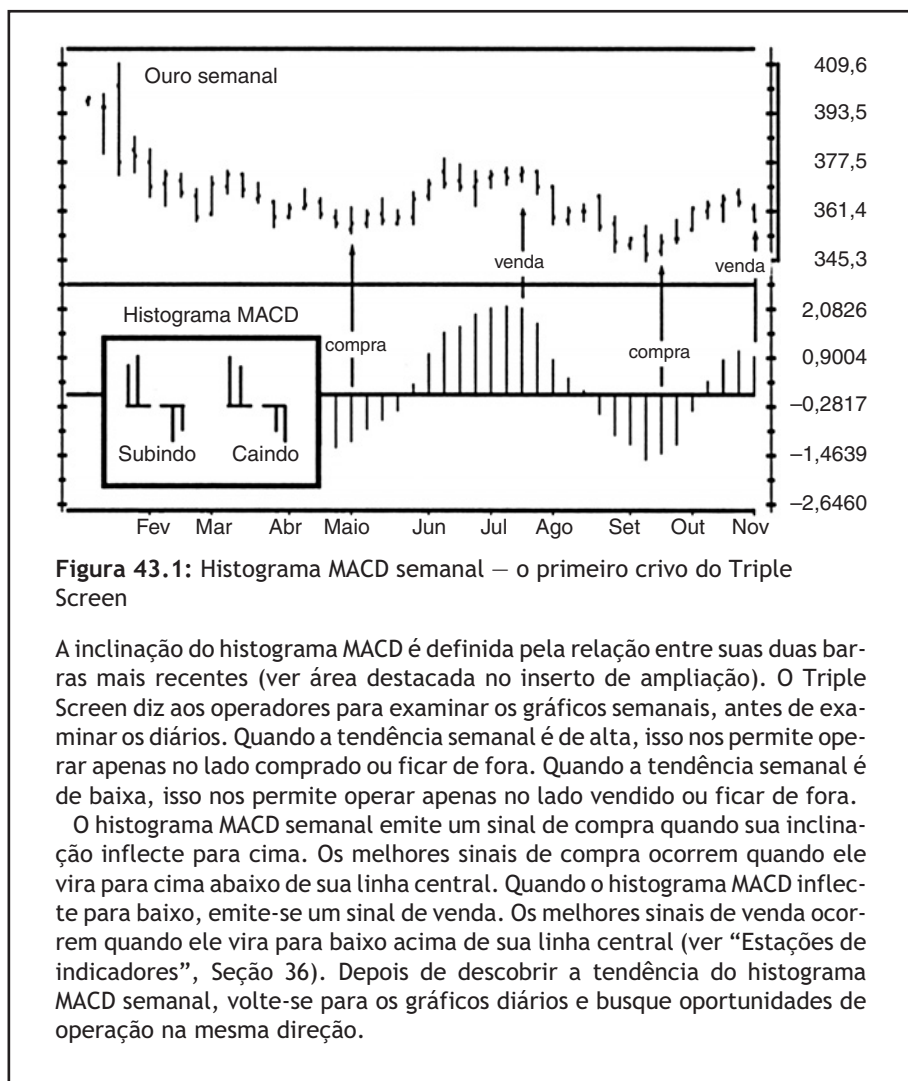 Ouro semanal
409,6
393,5
377,5
361,4
345,3
venda
venda
Histograma MACD
compra
compra
2,0826
0,9004
−0,2817
−1,4639
−2,6460
Subindo Caindo
Fev Mar Abr Maio Jun Jul Ago Set Out Nov
Figura 43.1: Histograma MACD semanal — o primeiro crivo do Triple
Screen
A inclinação do histograma MACD é definida pela relação entre suas duas bar-
ras mais recentes (ver área destacada no inserto de ampliação). O Triple
Screen diz aos operadores para examinar os gráficos semanais, antes de exa-
minar os diários. Quando a tendência semanal é de alta, isso nos permite ope-
rar apenas no lado comprado ou ficar de fora. Quando a tendência semanal é
de baixa, isso nos permite operar apenas no lado vendido ou ficar de fora.
O histograma MACD semanal emite um sinal de compra quando sua inclina-
ção inflecte para cima. Os melhores sinais de compra ocorrem quando ele
vira para cima abaixo de sua linha central. Quando o histograma MACD inflec-
te para baixo, emite-se um sinal de venda. Os melhores sinais de venda ocor-
rem quando ele vira para baixo acima de sua linha central (ver “Estações de
indicadores”, Seção 36). Depois de descobrir a tendência do histograma
MACD semanal, volte-se para os gráficos diários e busque oportunidades de
operação na mesma direção.